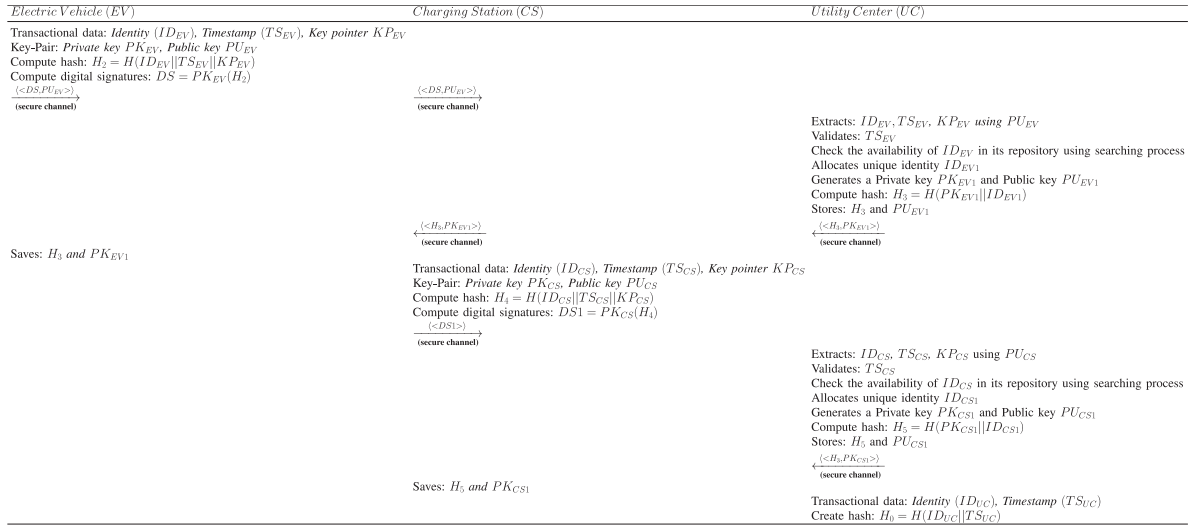 Electric Vehicle (EV) Charging Station (CS) Utility Center (UC)
Transactional data: Identity (ID_EV), Timestamp (TS_EV), Key pointer KP_EV
Key-Pair: Private key PK_EV, Public key PU_EV
Compute hash: H_2 = H(ID_EV||TS_EV||KP_EV)
Compute digital signatures: DS = PK_EV(H_2)
⟨<DS,PU_EV>⟩ ⟨<DS,PU_EV>⟩
(secure channel) (secure channel)
Extracts: ID_EV, TS_EV, KP_EV using PU_EV
Validates: TS_EV
Check the availability of ID_EV in its repository using searching process
Allocates unique identity ID_EV1
Generates a Private key PK_EV1 and Public key PU_EV1
Compute hash: H_3 = H(PK_EV1||ID_EV1)
Stores: H_3 and PU_EV1
⟨<H_3,PK_EV1>⟩ ⟨<H_3,PK_EV1>⟩
(secure channel) (secure channel)
Saves: H_3 and PK_EV1
Transactional data: Identity (ID_CS), Timestamp (TS_CS), Key pointer KP_CS
Key-Pair: Private key PK_CS, Public key PU_CS
Compute hash: H_4 = H(ID_CS||TS_CS||KP_CS)
Compute digital signatures: DS1 = PK_CS(H_4)
⟨<DS1>⟩
(secure channel)
Extracts: ID_CS, TS_CS, KP_CS using PU_CS
Validates: TS_CS
Check the availability of ID_CS in its repository using searching process
Allocates unique identity ID_CS1
Generates a Private key PK_CS1 and Public key PU_CS1
Compute hash: H_5 = H(PK_CS1||ID_CS1)
Stores: H_5 and PU_CS1
⟨<H_3,PK_CS1>⟩
(secure channel)
Saves: H_5 and PK_CS1
Transactional data: Identity (ID_UC), Timestamp (TS_UC)
Create hash: H_0 = H(ID_UC||TS_UC)